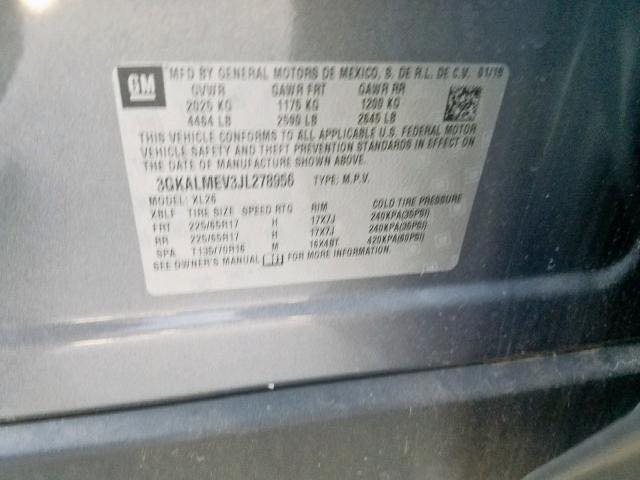 GM
MFD BY GENERAL MOTORS DE MEXICO, S. DE R.L. DE C.V. 01/18
GVWR GAWR FRT GAWR RR
2025 KG 1175 KG 1200 KG
4464 LB 2590 LB 2645 LB
THIS VEHICLE CONFORMS TO ALL APPLICABLE U.S. FEDERAL MOTOR
VEHICLE SAFETY AND THEFT PREVENTION STANDARDS IN EFFECT ON
THE DATE OF MANUFACTURE SHOWN ABOVE.
3GKALMEV3JL278956 TYPE: M.P.V.
MODEL: XL26
XBLF TIRE SIZE SPEED RTG RIM COLD TIRE PRESSURE
FRT 225/65R17 H 17X7J 240KPA(35PSI)
RR 225/65R17 H 17X7J 240KPA(35PSI)
SPA T135/70R16 M 16X4BT 420KPA(60PSI)
SEE OWNER'S MANUAL FOR MORE INFORMATION.